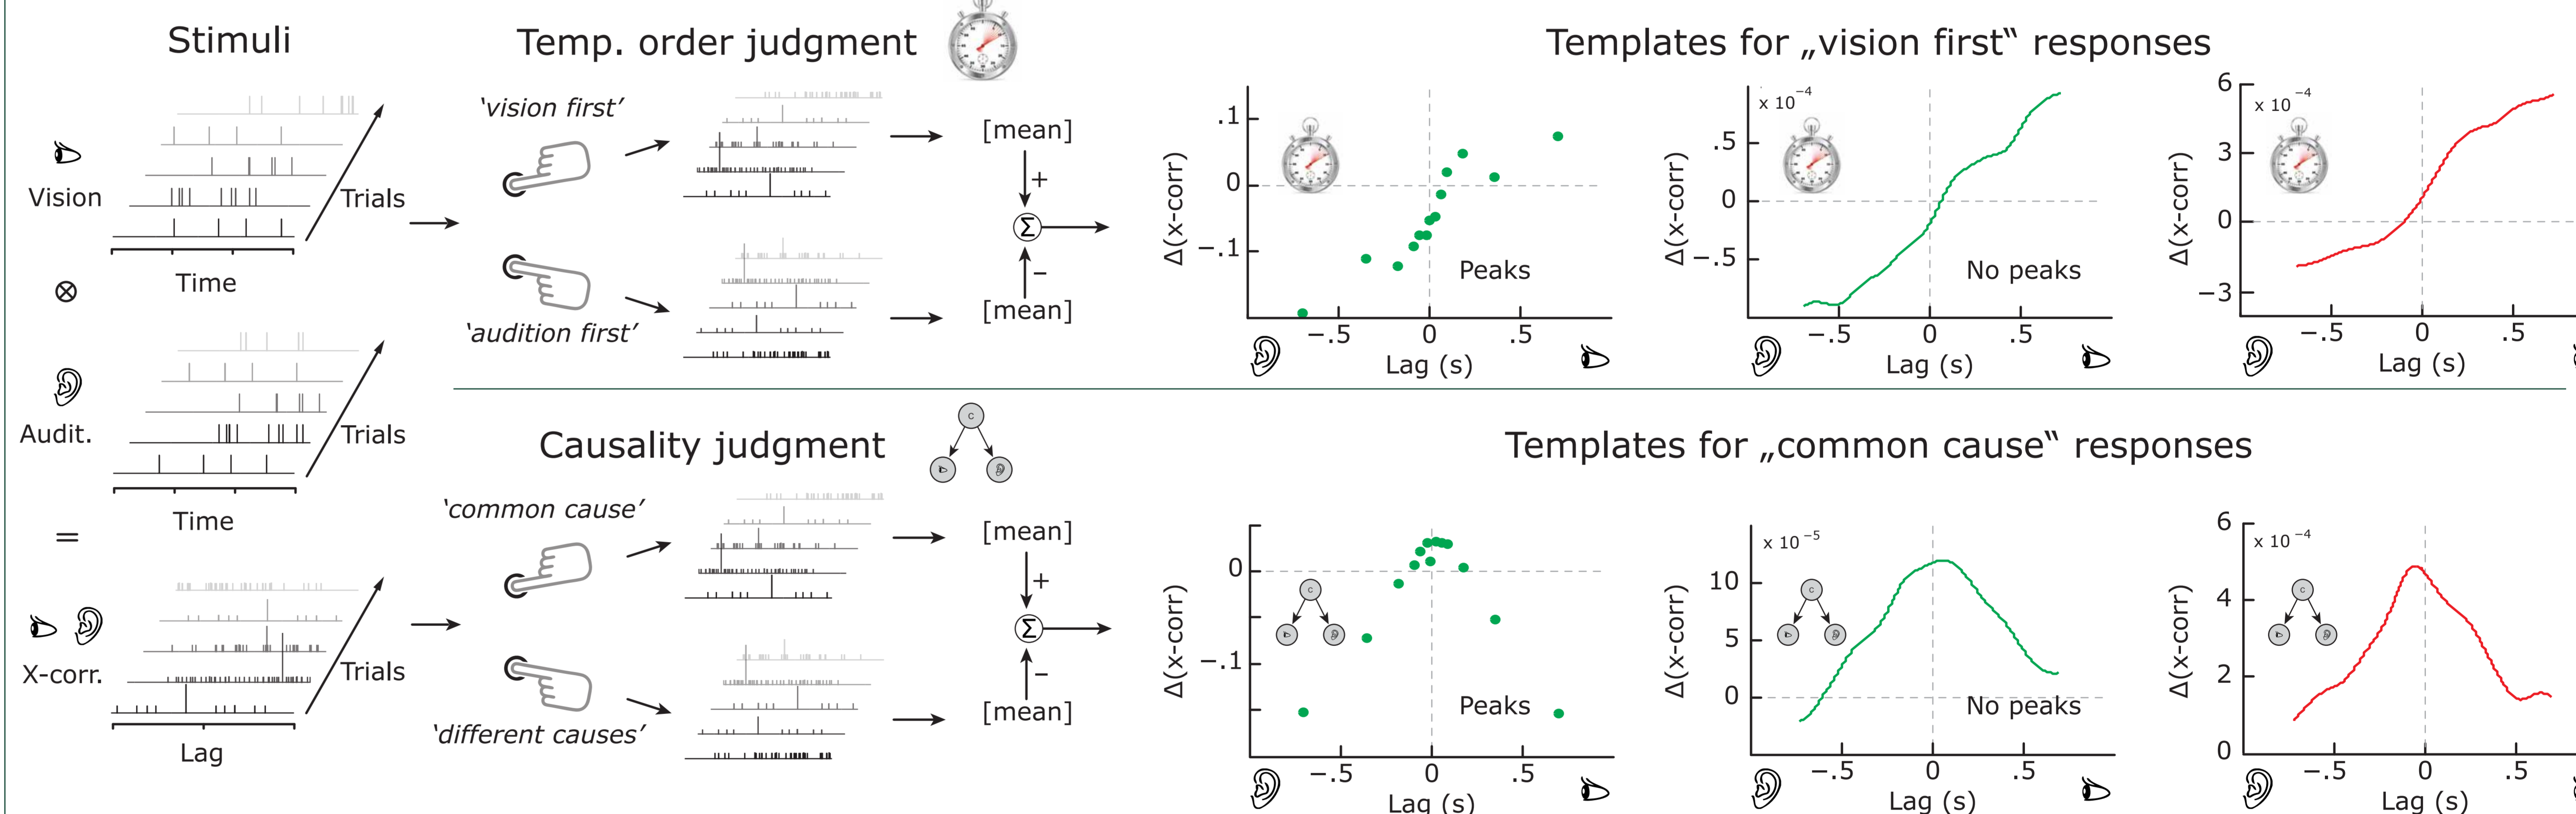 Stimuli
Temp. order judgment
Templates for „vision first“ responses
Vision
Trials
Time
⊗
Audit.
Trials
Time
=
X-corr.
Trials
Lag
‘vision first’
‘audition first’
[mean]
+
Σ
−
[mean]
Δ(x-corr)
.1
0
−.1
Peaks
−.5 0 .5
Lag (s)
Δ(x-corr)
x 10 -4
.5
0
−.5
No peaks
−.5 0 .5
Lag (s)
Δ(x-corr)
x 10 -4
6
3
0
−3
−.5 0 .5
Lag (s)
Causality judgment
C
Templates for „common cause“ responses
‘common cause’
‘different causes’
[mean]
+
Σ
−
[mean]
Δ(x-corr)
0
−.1
C
Peaks
−.5 0 .5
Lag (s)
Δ(x-corr)
x 10 -5
10
5
0
C
No peaks
−.5 0 .5
Lag (s)
Δ(x-corr)
x 10 -4
6
4
2
0
C
−.5 0 .5
Lag (s)